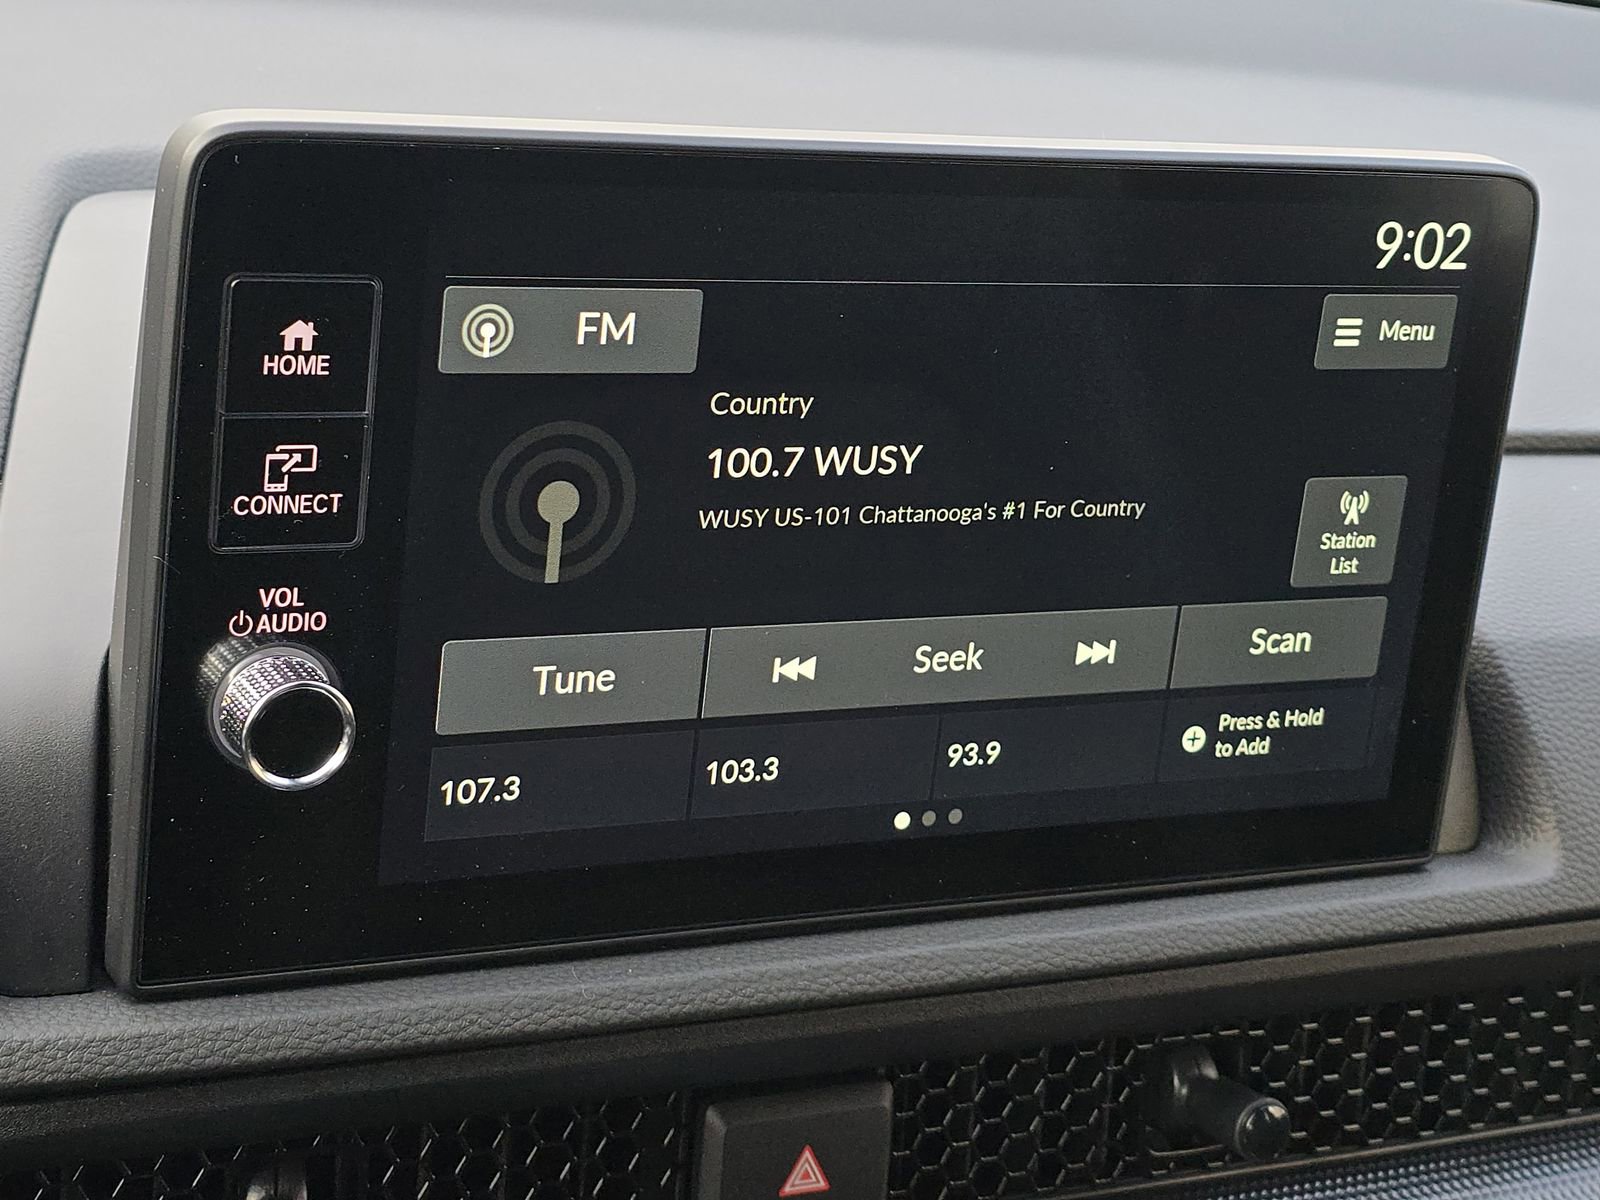 9:02
HOME
FM
Menu
Country
100.7 WUSY
CONNECT
WUSY US-101 Chattanooga's #1 For Country
Station
List
VOL
AUDIO
Tune
Seek
Scan
107.3
103.3
93.9
Press & Hold
to Add